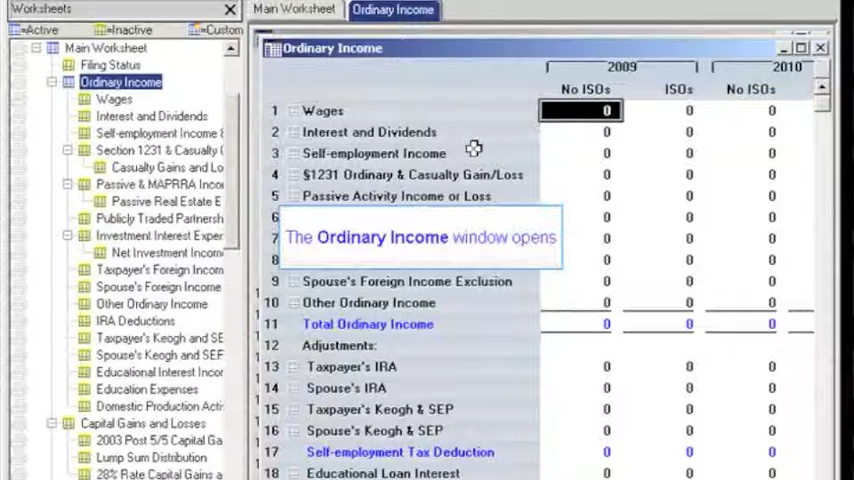 Worksheets
Main Worksheet
Ordinary Income
=Active
=Inactive
=Custom
Main Worksheet
Filing Status
Ordinary Income
Wages
Interest and Dividends
Self-employment Income &
Section 1231 & Casualty G
Casualty Gains and Lo
Passive & MAPRRA Incor
Passive Real Estate E
Publicly Traded Partnersh
Investment Interest Exper
Net Investment Incom
Taxpayer's Foreign Incom
Spouse's Foreign Income
Other Ordinary Income
IRA Deductions
Taxpayer's Keogh and SE
Spouse's Keogh and SEF
Educational Interest Incor
Education Expenses
Domestic Production Acti
Capital Gains and Losses
2003 Post 5/5 Capital Ga
Lump Sum Distribution
28% Rate Capital Gains a
Ordinary Income
2009 2010
No ISOs ISOs No ISOs
1 Wages 0 0 0
2 Interest and Dividends 0 0 0
3 Self-employment Income 0 0 0
4 §1231 Ordinary & Casualty Gain/Loss 0 0 0
5 Passive Activity Income or Loss 0 0 0
6 0 0 0
7 0 0 0
8 0 0 0
The Ordinary Income window opens
9 Spouse's Foreign Income Exclusion 0 0 0
10 Other Ordinary Income 0 0 0
11 Total Ordinary Income 0 0 0
12 Adjustments:
13 Taxpayer's IRA 0 0 0
14 Spouse's IRA 0 0 0
15 Taxpayer's Keogh & SEP 0 0 0
16 Spouse's Keogh & SEP 0 0 0
17 Self-employment Tax Deduction 0 0 0
18 Educational Loan Interest 0 0 0